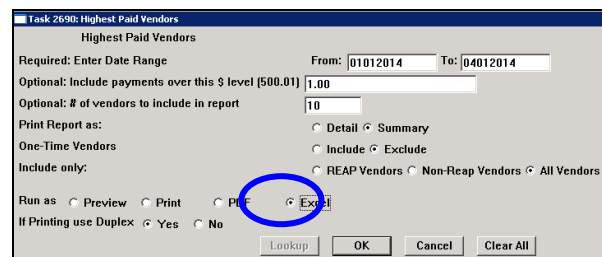 Task 2690: Highest Paid Vendors
Highest Paid Vendors
Required: Enter Date Range From: 01012014 To: 04012014
Optional: Include payments over this $ level (500.01) 1.00
Optional: # of vendors to include in report 10
Print Report as: Detail Summary
One-Time Vendors Include Exclude
Include only: REAP Vendors Non-Reap Vendors All Vendors
Run as Preview Print PDF Excel
If Printing use Duplex Yes No
Lookup OK Cancel Clear All